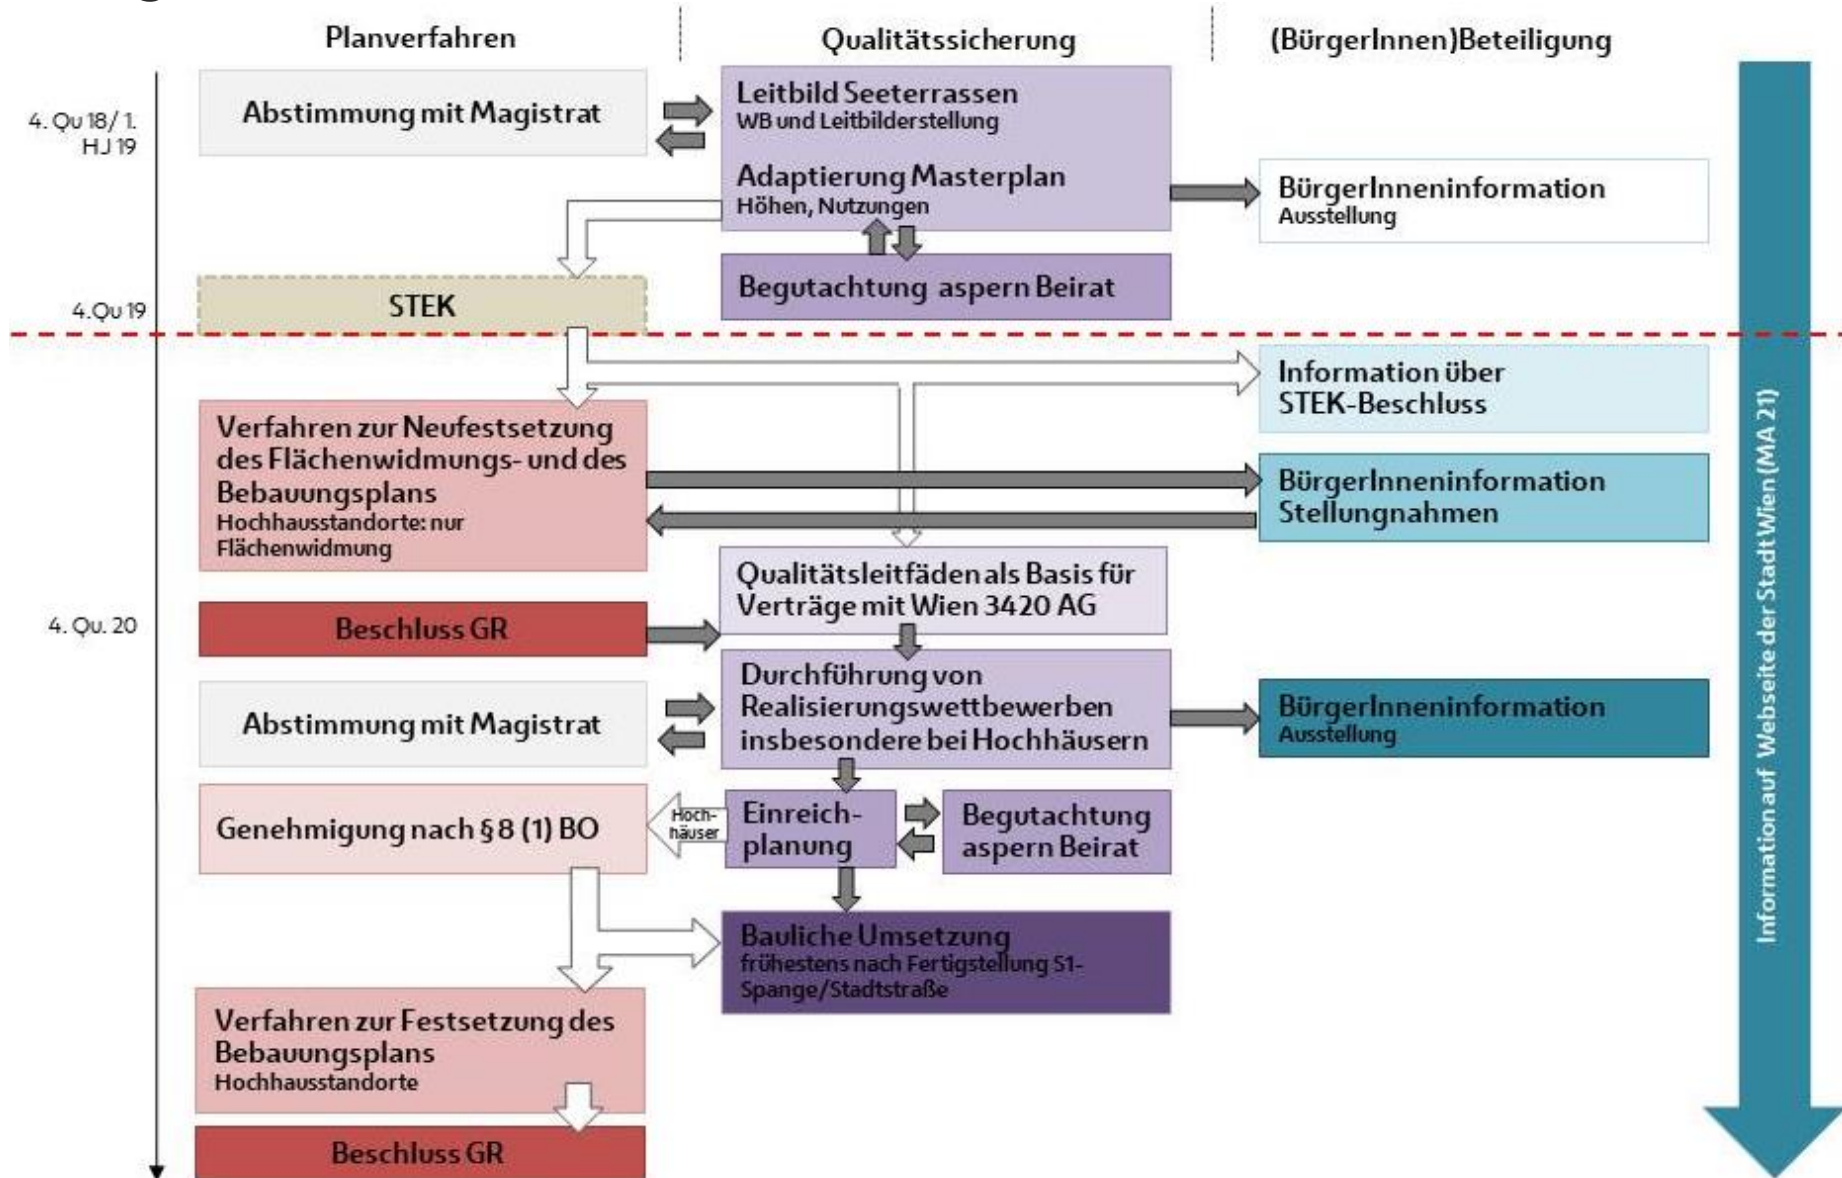 Planverfahren
Qualitätssicherung
(BürgerInnen)Beteiligung
4. Qu 18/ 1.
HJ 19
Abstimmung mit Magistrat
Leitbild Seeterrassen
WB und Leitbilderstellung
Adaptierung Masterplan
Höhen, Nutzungen
BürgerInneninformation
Ausstellung
Begutachtung aspern Beirat
4.Qu 19
STEK
Information über
STEK-Beschluss
Verfahren zur Neufestsetzung
des Flächenwidmungs- und des
Bebauungsplans
Hochhausstandorte: nur
Flächenwidmung
BürgerInneninformation
Stellungnahmen
Qualitätsleitfäden als Basis für
Verträge mit Wien 3420 AG
4. Qu. 20
Beschluss GR
Durchführung von
Realisierungswettbewerben
insbesondere bei Hochhäusern
Abstimmung mit Magistrat
BürgerInneninformation
Ausstellung
Genehmigung nach § 8 (1) BO
Hoch-
häuser
Einreich-
planung
Begutachtung
aspern Beirat
Bauliche Umsetzung
frühestens nach Fertigstellung S1-
Spange/Stadtstraße
Verfahren zur Festsetzung des
Bebauungsplans
Hochhausstandorte
Beschluss GR
Information auf Webseite der Stadt Wien (MA 21)